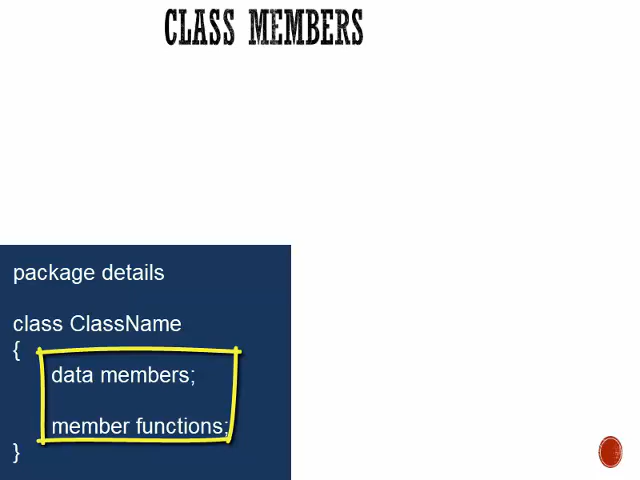 CLASS MEMBERS
package details
class ClassName
{
data members;
member functions;
}